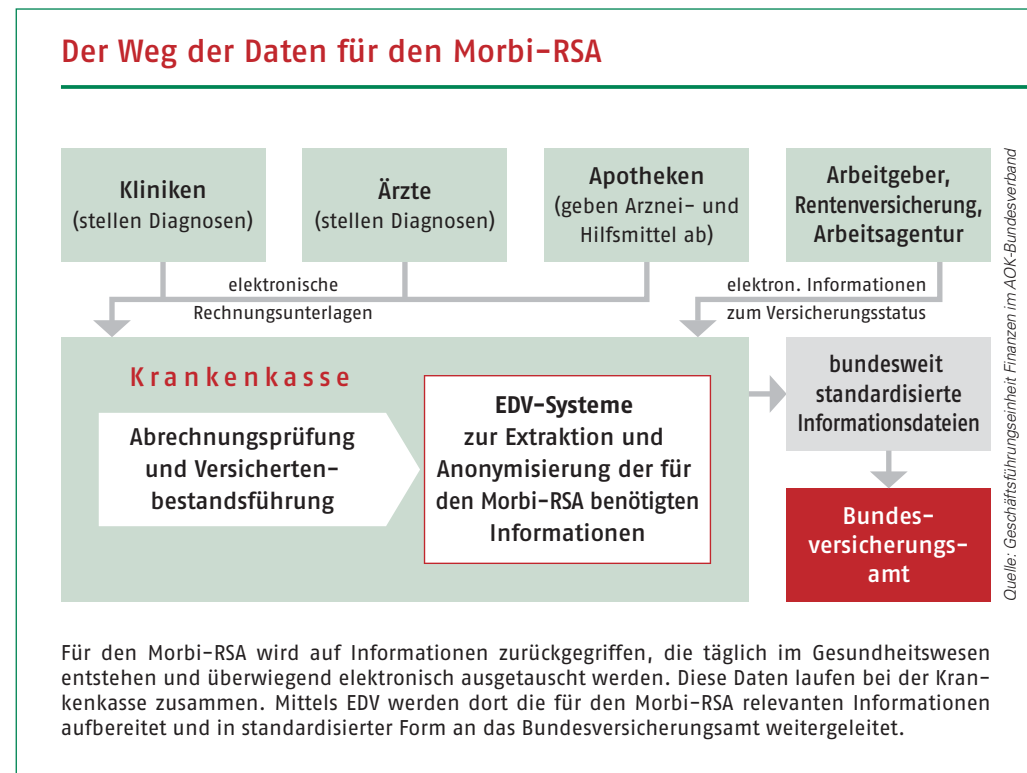 Der Weg der Daten für den Morbi-RSA
Kliniken
(stellen Diagnosen)
Ärzte
(stellen Diagnosen)
Apotheken
(geben Arznei- und
Hilfsmittel ab)
Arbeitgeber,
Rentenversicherung,
Arbeitsagentur
elektronische
Rechnungsunterlagen
elektron. Informationen
zum Versicherungsstatus
Krankenkasse
Abrechnungsprüfung
und Versicherten-
bestandsführung
EDV-Systeme
zur Extraktion und
Anonymisierung der für
den Morbi-RSA benötigten
Informationen
bundesweit
standardisierte
Informationsdateien
Bundes-
versicherungs-
amt
Quelle: Geschäftsführungseinheit Finanzen im AOK-Bundesverband
Für den Morbi-RSA wird auf Informationen zurückgegriffen, die täglich im Gesundheitswesen
entstehen und überwiegend elektronisch ausgetauscht werden. Diese Daten laufen bei der Kran-
kenkasse zusammen. Mittels EDV werden dort die für den Morbi-RSA relevanten Informationen
aufbereitet und in standardisierter Form an das Bundesversicherungsamt weitergeleitet.